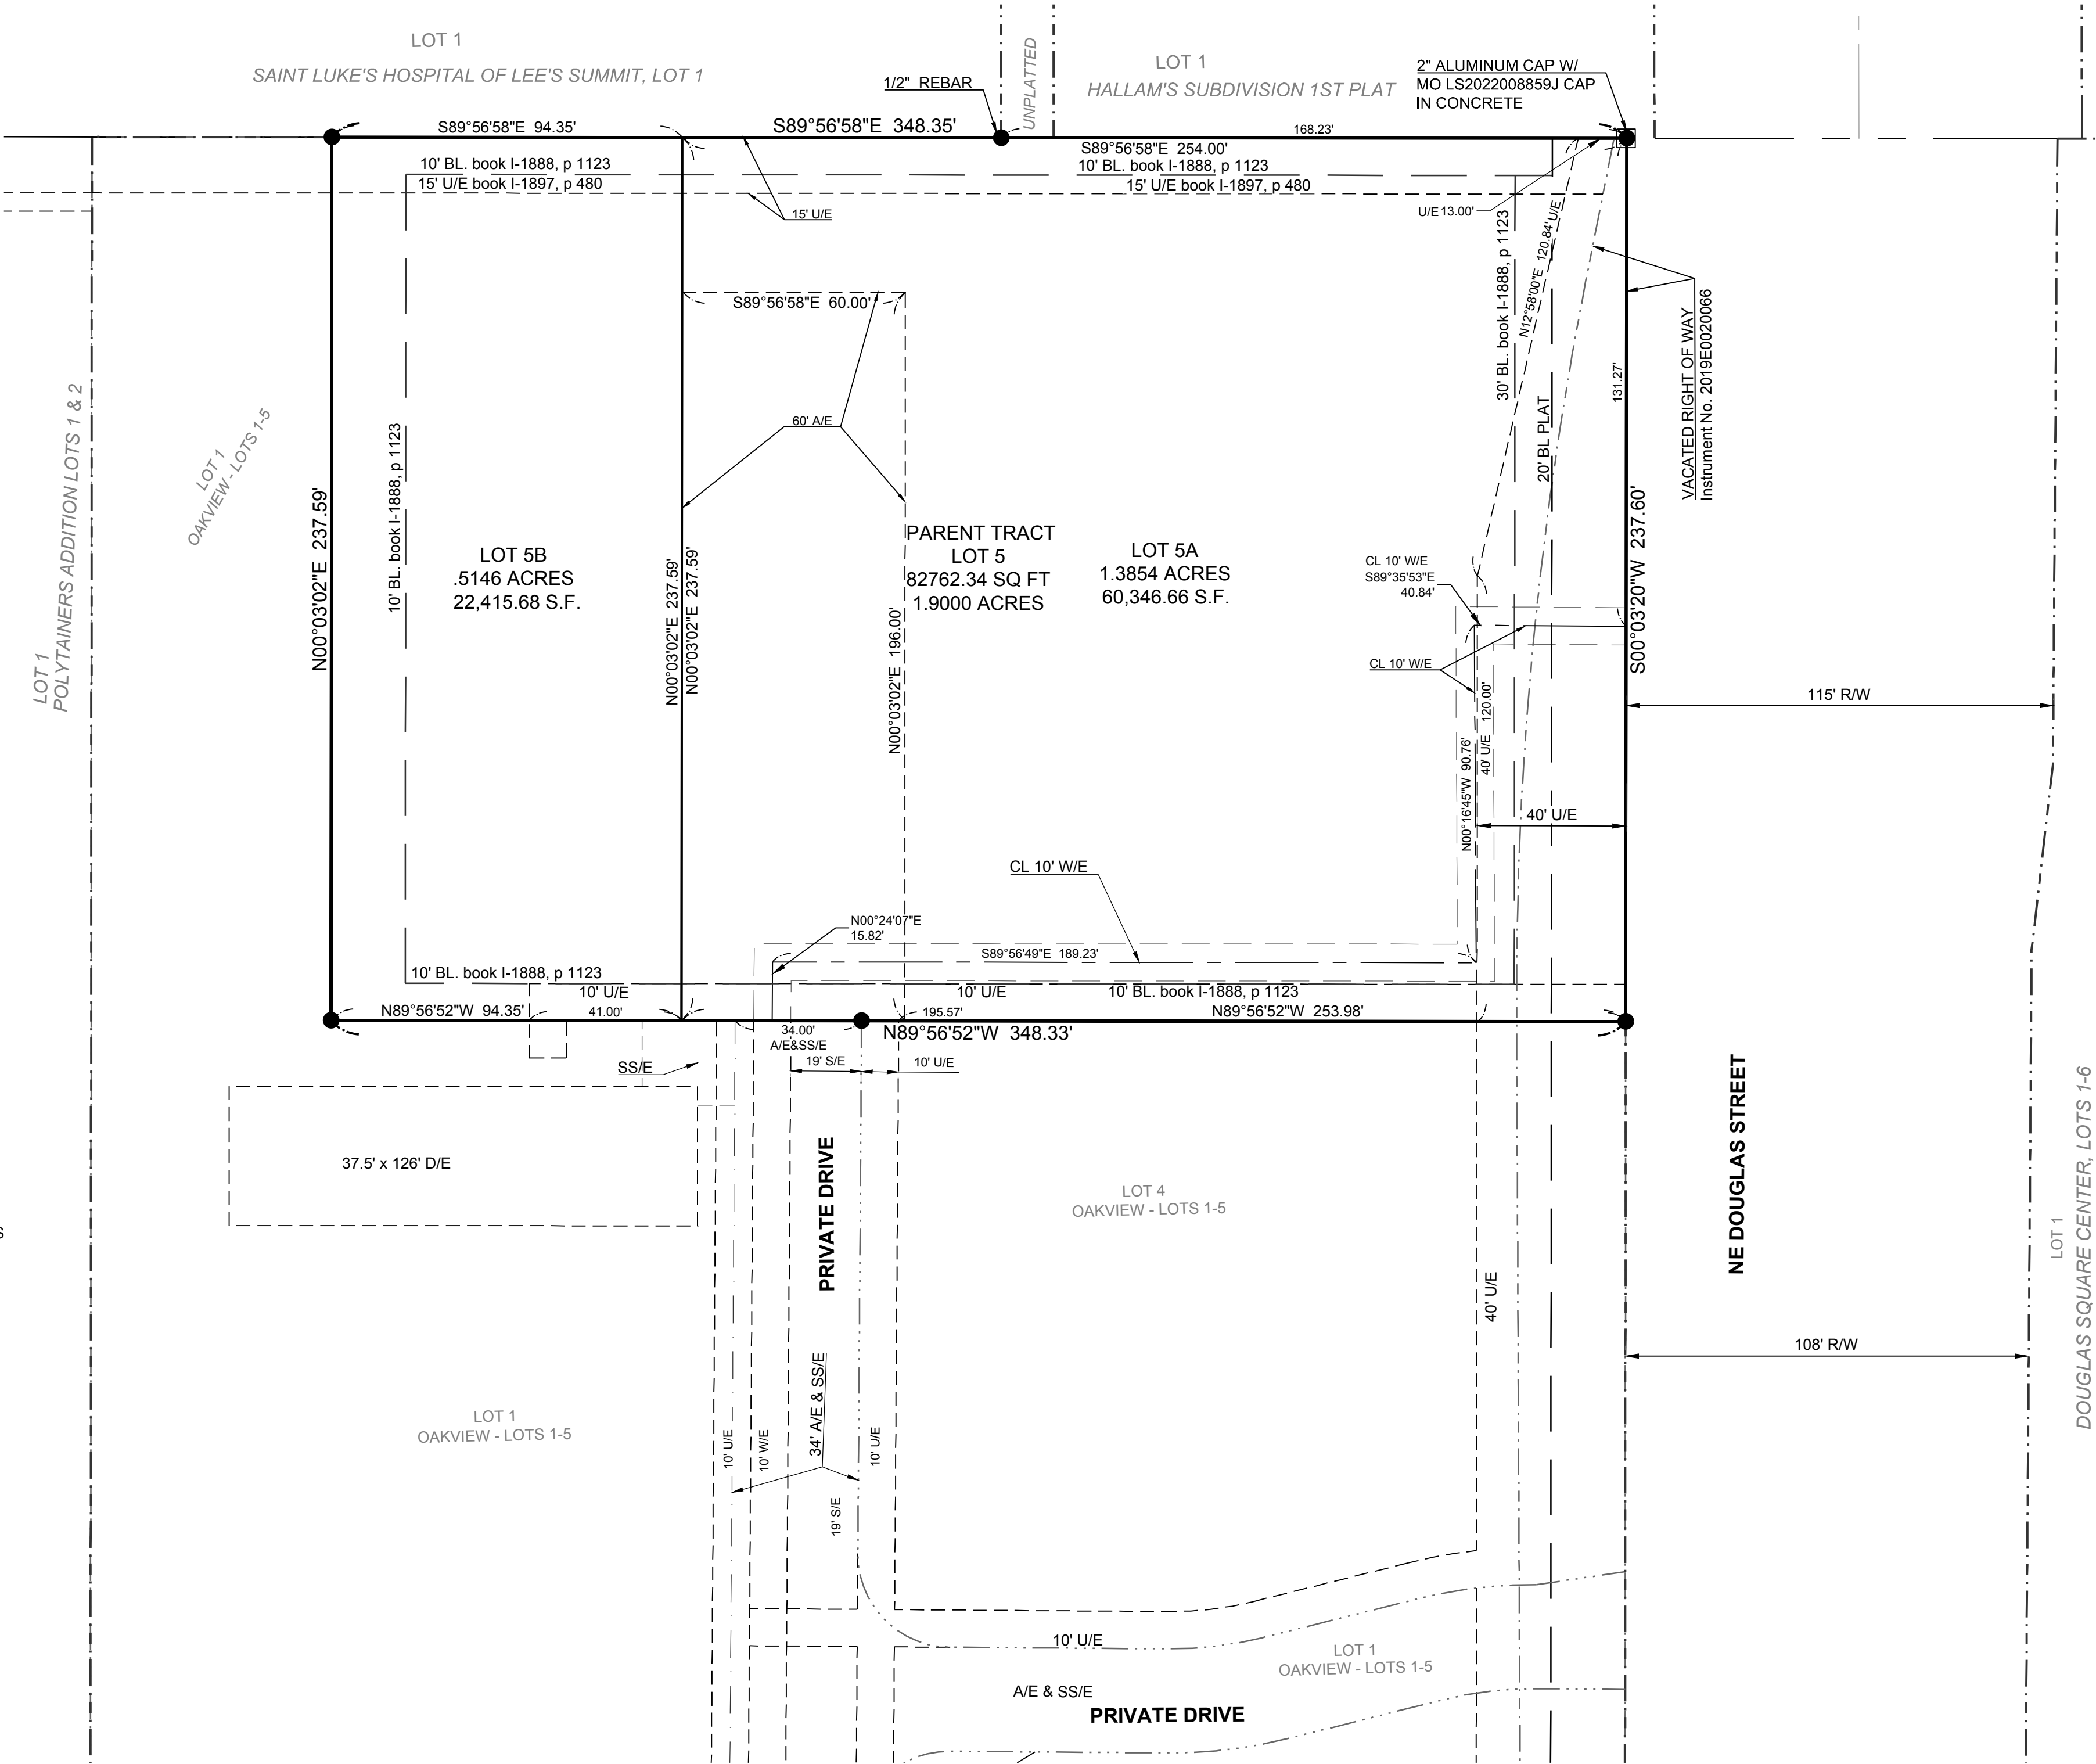 LOT 1
SAINT LUKE'S HOSPITAL OF LEE'S SUMMIT, LOT 1
1/2" REBAR
UNPLATTED
LOT 1
HALLAM'S SUBDIVISION 1ST PLAT
2" ALUMINUM CAP W/
MO LS2022008859J CAP
IN CONCRETE
S89°56'58"E 94.35'
S89°56'58"E 348.35'
168.23'
S89°56'58"E 254.00'
10' BL. book I-1888, p 1123
15' U/E book I-1897, p 480
10' BL. book I-1888, p 1123
15' U/E book I-1897, p 480
15' U/E
U/E 13.00'
30' BL. book I-1888, p 1123
N12°58'00"E 120.84' U/E
20' BL PLAT
131.27'
VACATED RIGHT OF WAY
Instrument No. 2019E0020066
S89°56'58"E 60.00'
60' A/E
LOT 1
POLYTAINERS ADDITION LOTS 1 & 2
LOT 1
OAKVIEW - LOTS 1-5
N00°03'02"E 237.59'
10' BL. book I-1888, p 1123
LOT 5B
.5146 ACRES
22,415.68 S.F.
N00°03'02"E 237.59'
N00°03'02"E 237.59'
PARENT TRACT
LOT 5
82762.34 SQ FT
1.9000 ACRES
N00°03'02"E 196.00'
LOT 5A
1.3854 ACRES
60,346.66 S.F.
CL 10' W/E
S89°35'53"E
40.84'
CL 10' W/E
S00°03'20"W 237.60'
115' R/W
N00°16'45"W 90.76'
40' U/E 120.00'
40' U/E
CL 10' W/E
N00°24'07"E
15.82'
S89°56'49"E 189.23'
10' BL. book I-1888, p 1123
10' U/E
10' U/E
10' BL. book I-1888, p 1123
N89°56'52"W 94.35'
41.00'
195.57'
N89°56'52"W 253.98'
34.00'
A/E&SS/E
N89°56'52"W 348.33'
SS/E
19' S/E
10' U/E
37.5' x 126' D/E
PRIVATE DRIVE
LOT 4
OAKVIEW - LOTS 1-5
NE DOUGLAS STREET
LOT 1
DOUGLAS SQUARE CENTER, LOTS 1-6
S
40' U/E
108' R/W
LOT 1
OAKVIEW - LOTS 1-5
10' U/E
10' W/E
34' A/E & SS/E
19' S/E
10' U/E
10' U/E
LOT 1
OAKVIEW - LOTS 1-5
A/E & SS/E
PRIVATE DRIVE